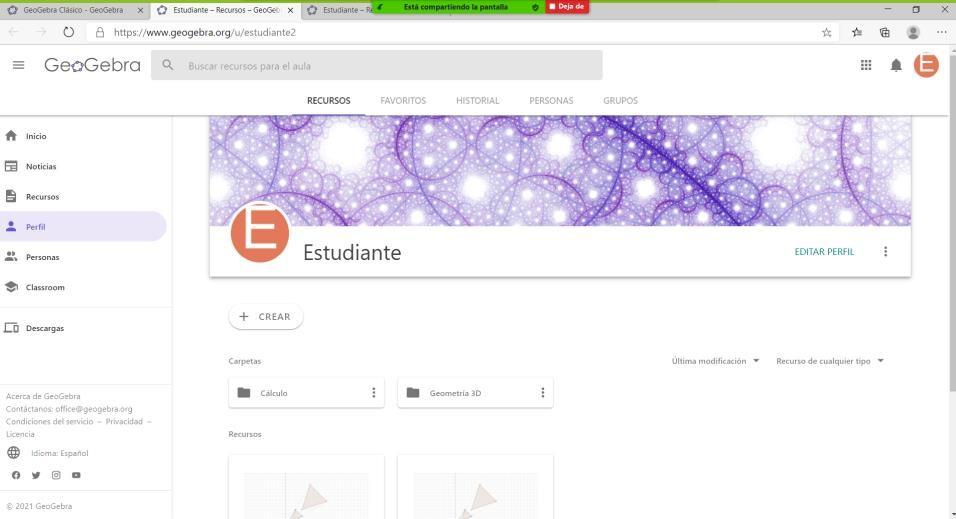 GeoGebra Clásico - GeoGebra
Estudiante – Recursos – GeoGeb
Estudiante – Re
Está compartiendo la pantalla
Deja de
https://www.geogebra.org/u/estudiante2
GeoGebra
Buscar recursos para el aula
E
RECURSOS FAVORITOS HISTORIAL PERSONAS GRUPOS
Inicio
Noticias
Recursos
Perfil
Personas
Classroom
Descargas
Acerca de GeoGebra
Contáctanos: office@geogebra.org
Condiciones del servicio – Privacidad –
Licencia
Idioma: Español
© 2021 GeoGebra
E
Estudiante
EDITAR PERFIL
+ CREAR
Carpetas
Última modificación
Recurso de cualquier tipo
Cálculo
Geometría 3D
Recursos